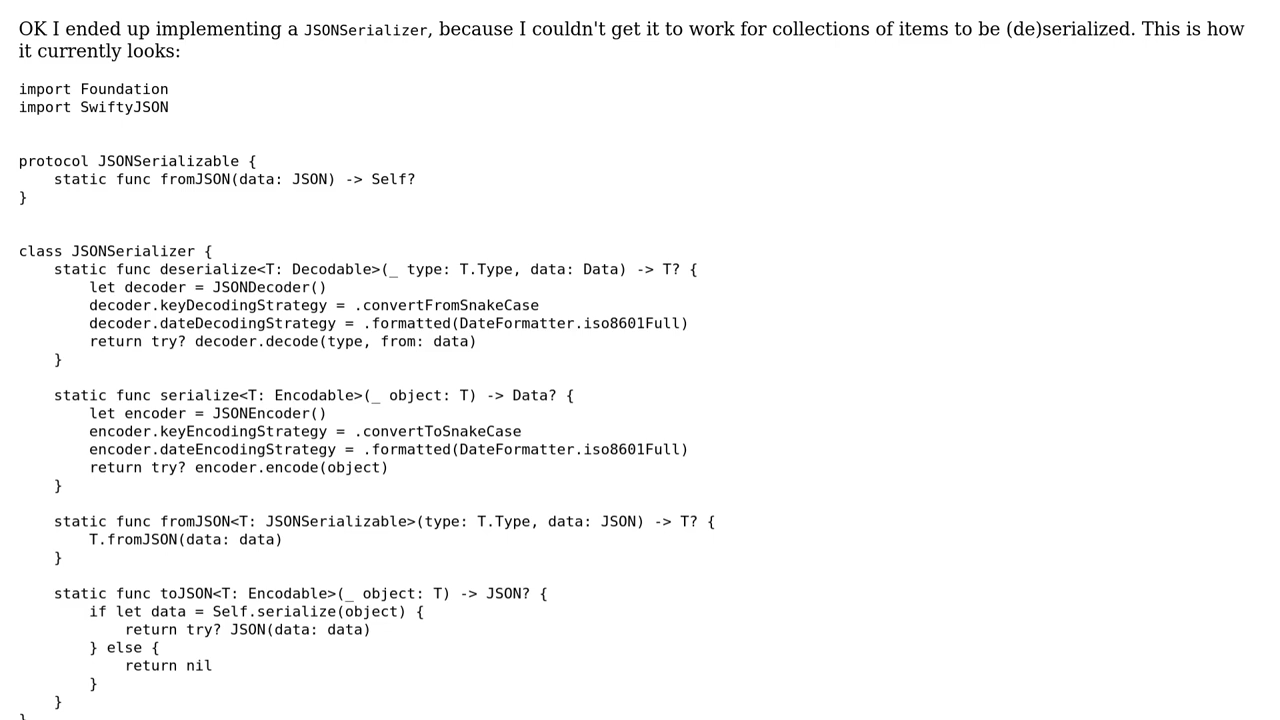 OK I ended up implementing a JSONSerializer, because I couldn't get it to work for collections of items to be (de)serialized. This is how
it currently looks:
import Foundation
import SwiftyJSON
protocol JSONSerializable {
    static func fromJSON(data: JSON) -> Self?
}
class JSONSerializer {
    static func deserialize<T: Decodable>(_ type: T.Type, data: Data) -> T? {
        let decoder = JSONDecoder()
        decoder.keyDecodingStrategy = .convertFromSnakeCase
        decoder.dateDecodingStrategy = .formatted(DateFormatter.iso8601Full)
        return try? decoder.decode(type, from: data)
    }
    static func serialize<T: Encodable>(_ object: T) -> Data? {
        let encoder = JSONEncoder()
        encoder.keyEncodingStrategy = .convertToSnakeCase
        encoder.dateEncodingStrategy = .formatted(DateFormatter.iso8601Full)
        return try? encoder.encode(object)
    }
    static func fromJSON<T: JSONSerializable>(type: T.Type, data: JSON) -> T? {
        T.fromJSON(data: data)
    }
    static func toJSON<T: Encodable>(_ object: T) -> JSON? {
        if let data = Self.serialize(object) {
            return try? JSON(data: data)
        } else {
            return nil
        }
    }
}